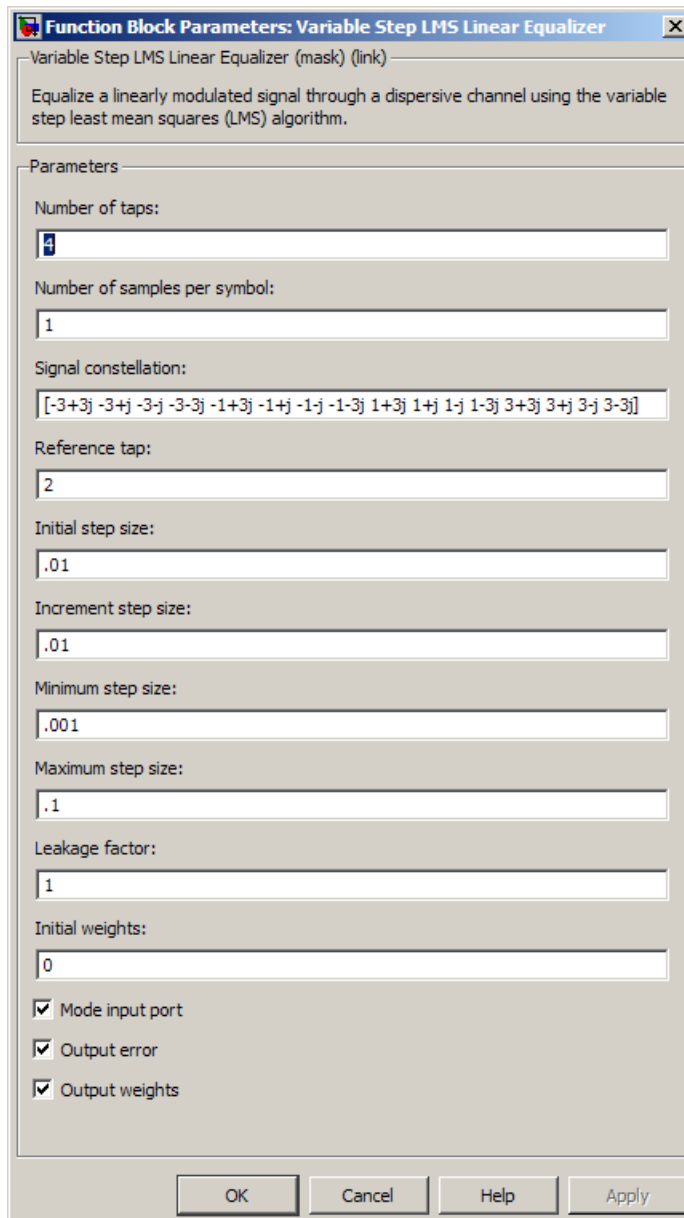 Function Block Parameters: Variable Step LMS Linear Equalizer
Variable Step LMS Linear Equalizer (mask) (link)
Equalize a linearly modulated signal through a dispersive channel using the variable
step least mean squares (LMS) algorithm.
Parameters
Number of taps:
4
Number of samples per symbol:
1
Signal constellation:
[-3+3j -3+j -3-j -3-3j -1+3j -1+j -1-j -1-3j 1+3j 1+j 1-j 1-3j 3+3j 3+j 3-j 3-3j]
Reference tap:
2
Initial step size:
.01
Increment step size:
.01
Minimum step size:
.001
Maximum step size:
.1
Leakage factor:
1
Initial weights:
0
Mode input port
Output error
Output weights
OK Cancel Help Apply